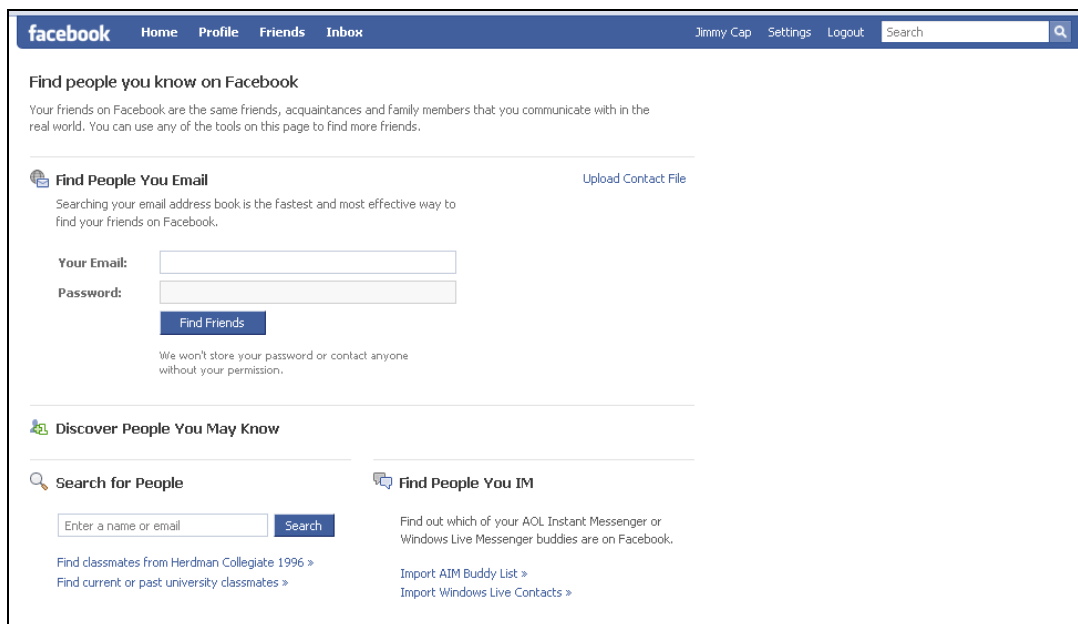 facebook Home Profile Friends Inbox Jimmy Cap Settings Logout Search
Find people you know on Facebook
Your friends on Facebook are the same friends, acquaintances and family members that you communicate with in the
real world. You can use any of the tools on this page to find more friends.
Find People You Email Upload Contact File
Searching your email address book is the fastest and most effective way to
find your friends on Facebook.
Your Email:
Password:
Find Friends
We won't store your password or contact anyone
without your permission.
Discover People You May Know
Search for People
Enter a name or email Search
Find classmates from Herdman Collegiate 1996 »
Find current or past university classmates »
Find People You IM
Find out which of your AOL Instant Messenger or
Windows Live Messenger buddies are on Facebook.
Import AIM Buddy List »
Import Windows Live Contacts »